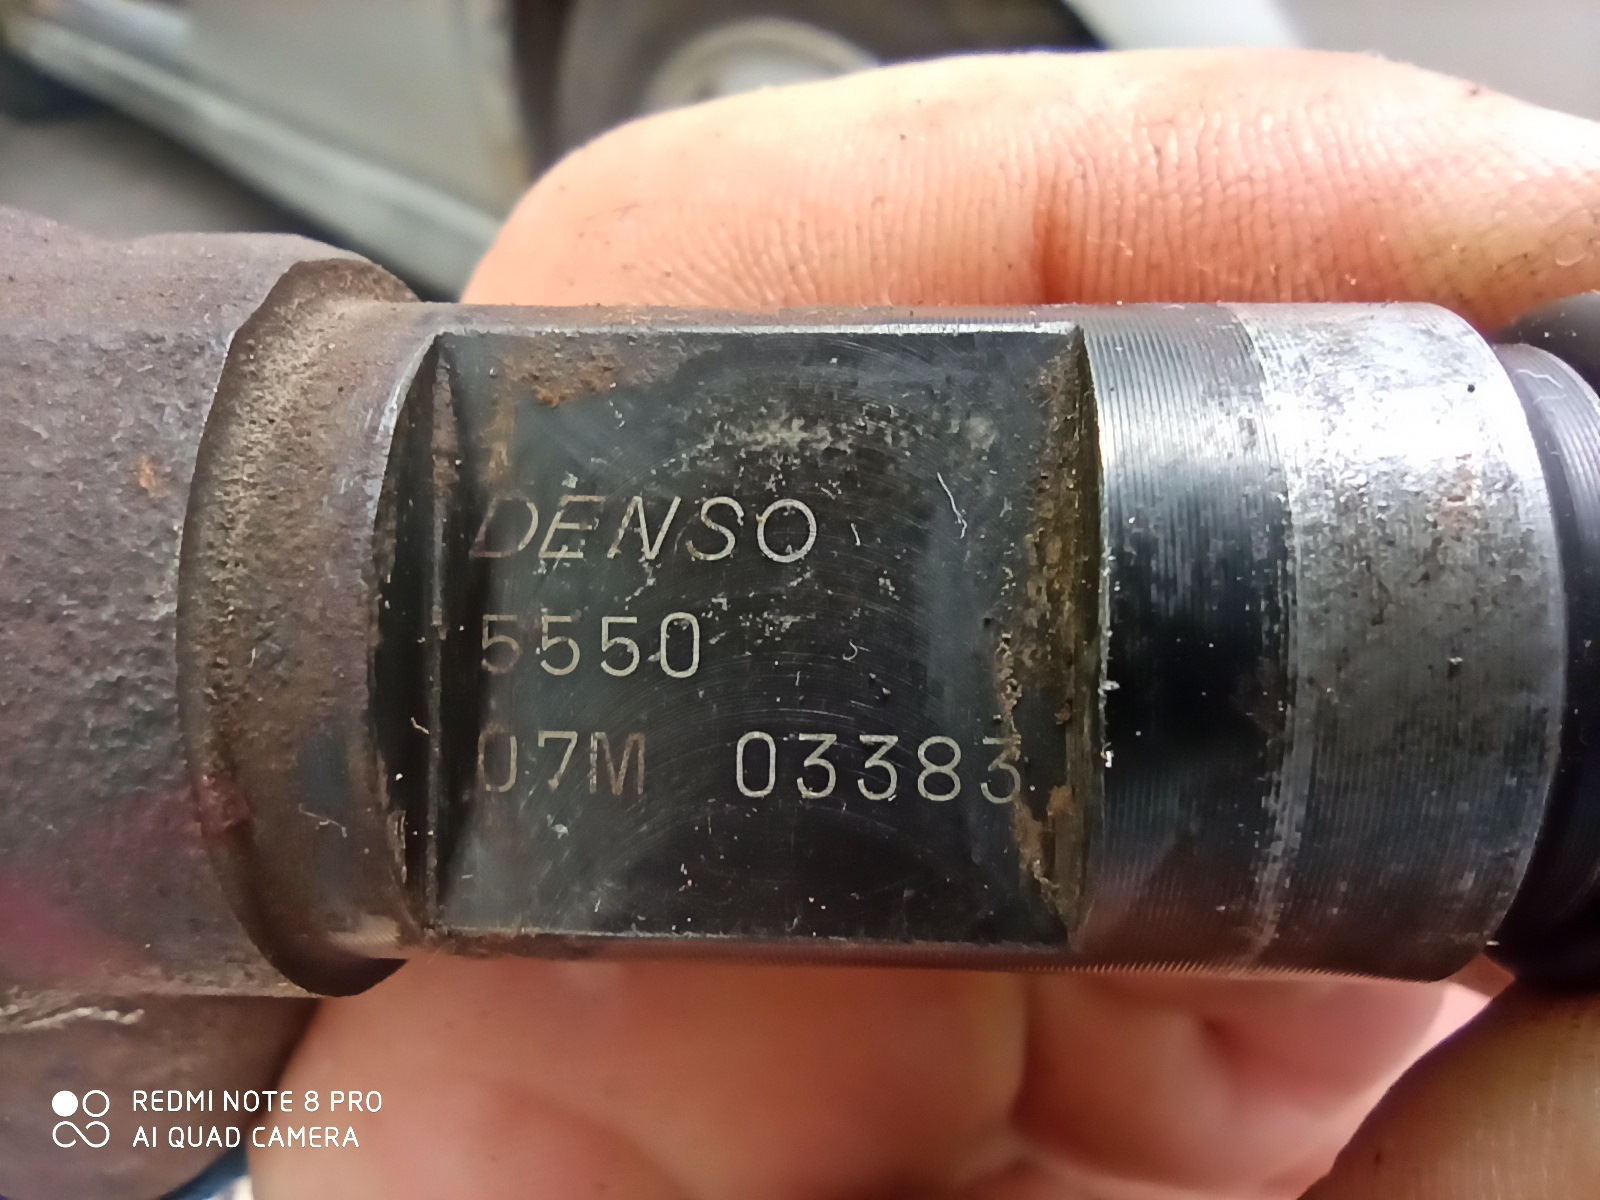 DENSO
5550
07M 03383
REDMI NOTE 8 PRO
AI QUAD CAMERA